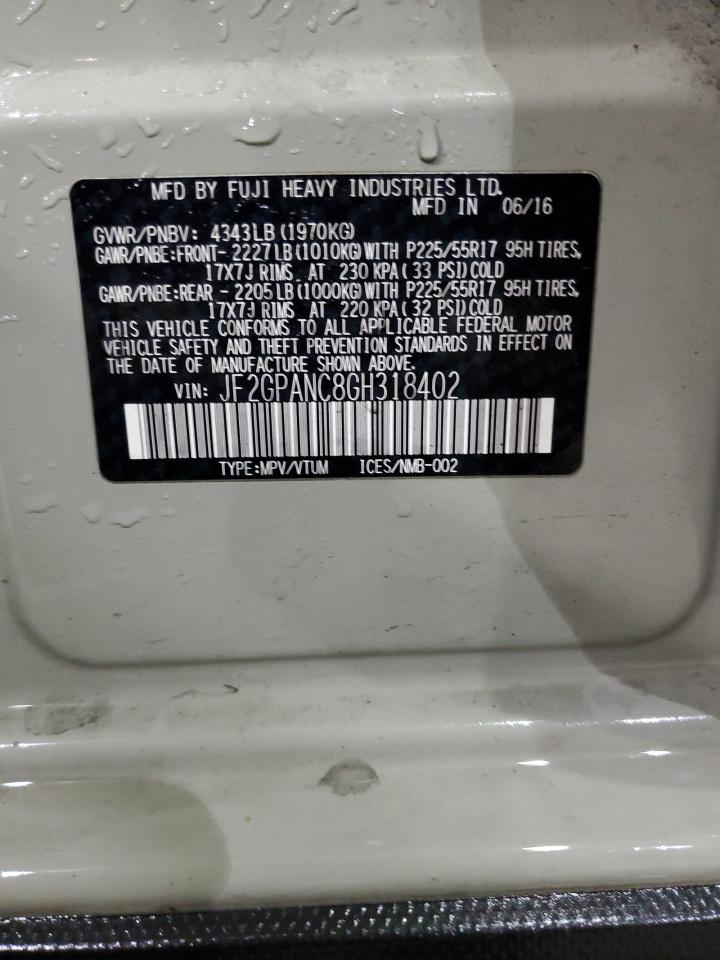 MFD BY FUJI HEAVY INDUSTRIES LTD.
MFD IN 06/16
GVWR/PNBV: 4343LB(1970KG)
GAWR/PNBE:FRONT- 2227LB(1010KG)WITH P225/55R17 95H TIRES,
17X7J RIMS AT 230 KPA( 33 PSI)COLD
GAWR/PNBE:REAR - 2205LB(1000KG)WITH P225/55R17 95H TIRES,
17X7J RIMS AT 220 KPA( 32 PSI)COLD
THIS VEHICLE CONFORMS TO ALL APPLICABLE FEDERAL MOTOR
VEHICLE SAFETY AND THEFT PREVENTION STANDARDS IN EFFECT ON
THE DATE OF MANUFACTURE SHOWN ABOVE.
VIN: JF2GPANC8GH318402
TYPE:MPV/VTUM ICES/NMB-002